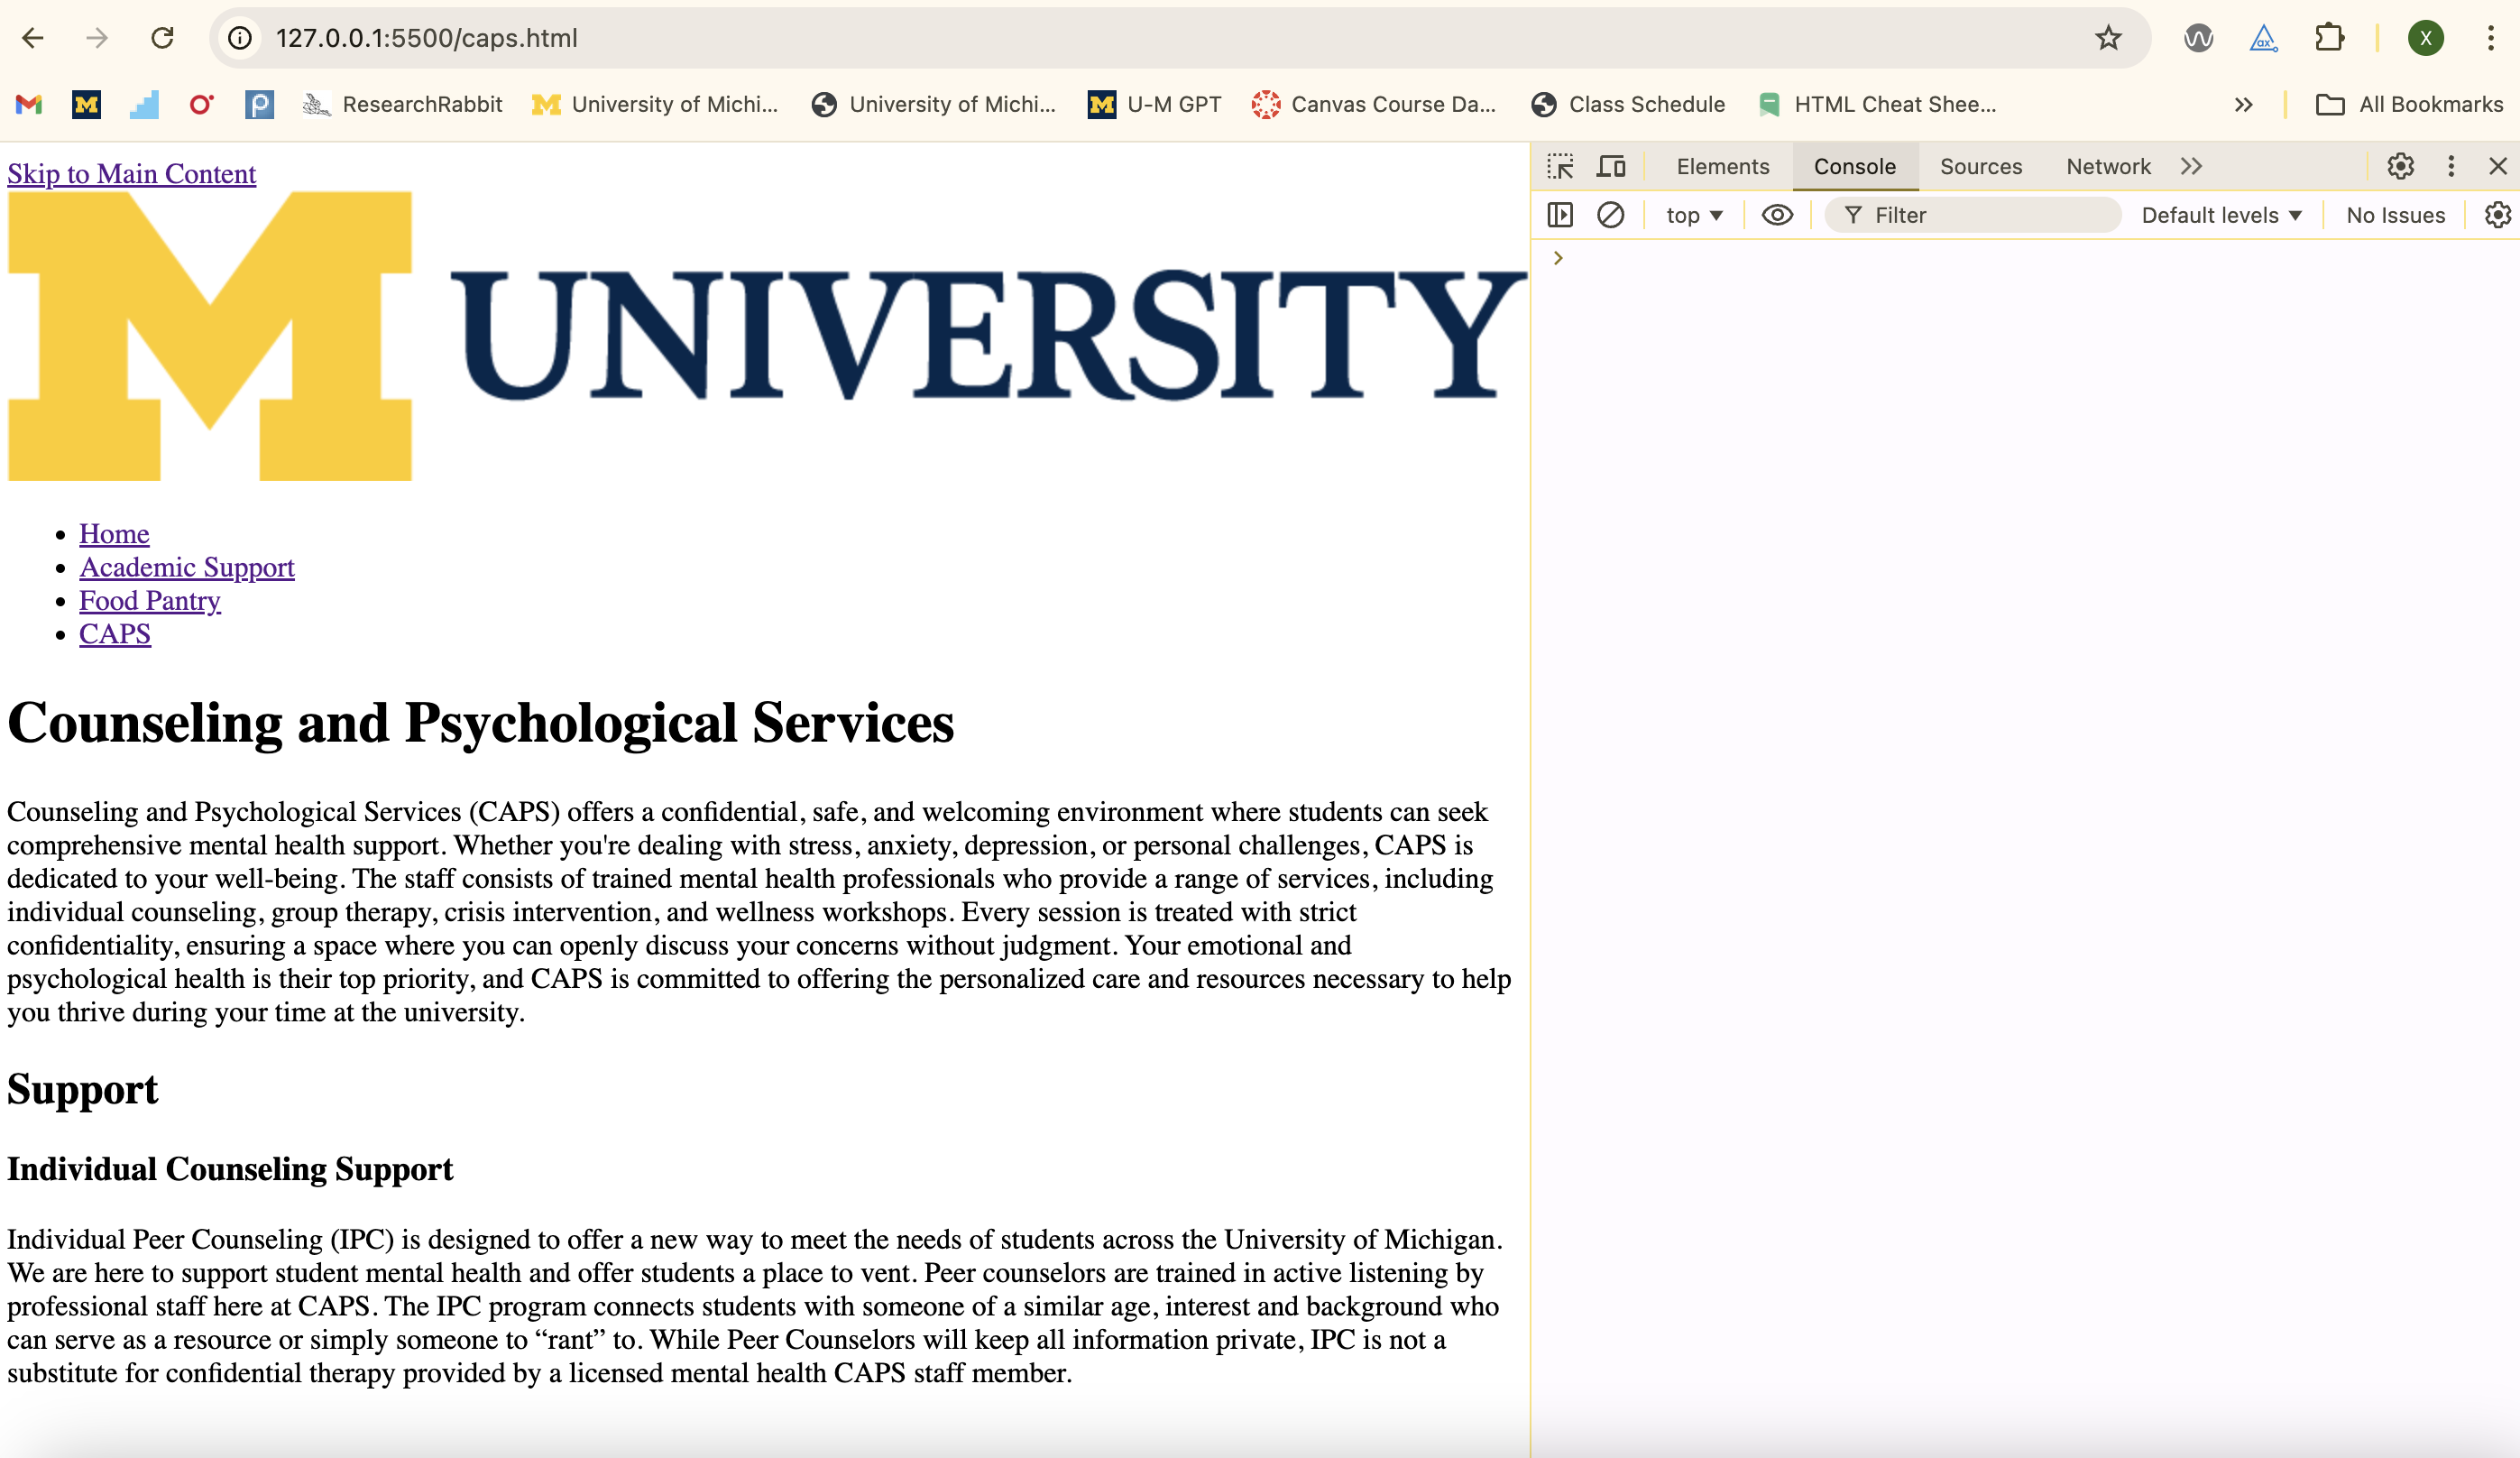 127.0.0.1:5500/caps.html
X
ResearchRabbit
University of Michi...
University of Michi...
U-M GPT
Canvas Course Da...
Class Schedule
HTML Cheat Shee...
All Bookmarks
Elements
Console
Sources
Network
top
Filter
Default levels
No Issues
Skip to Main Content
M UNIVERSITY
Home
Academic Support
Food Pantry
CAPS
Counseling and Psychological Services
Counseling and Psychological Services (CAPS) offers a confidential, safe, and welcoming environment where students can seek
comprehensive mental health support. Whether you're dealing with stress, anxiety, depression, or personal challenges, CAPS is
dedicated to your well-being. The staff consists of trained mental health professionals who provide a range of services, including
individual counseling, group therapy, crisis intervention, and wellness workshops. Every session is treated with strict
confidentiality, ensuring a space where you can openly discuss your concerns without judgment. Your emotional and
psychological health is their top priority, and CAPS is committed to offering the personalized care and resources necessary to help
you thrive during your time at the university.
Support
Individual Counseling Support
Individual Peer Counseling (IPC) is designed to offer a new way to meet the needs of students across the University of Michigan.
We are here to support student mental health and offer students a place to vent. Peer counselors are trained in active listening by
professional staff here at CAPS. The IPC program connects students with someone of a similar age, interest and background who
can serve as a resource or simply someone to “rant” to. While Peer Counselors will keep all information private, IPC is not a
substitute for confidential therapy provided by a licensed mental health CAPS staff member.